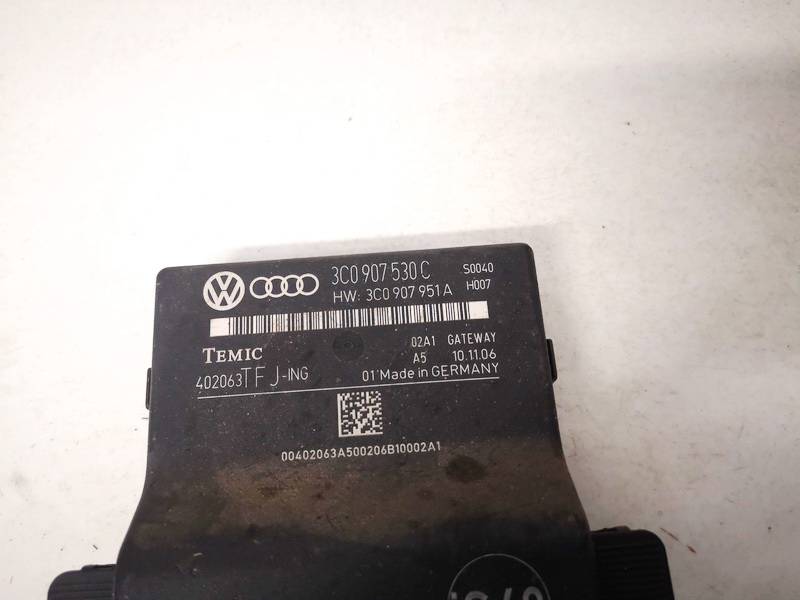 3C0 907 530 C S0040
HW: 3C0 907 951 A H007
TEMIC 02A1 GATEWAY
A5 10.11.06
402063TFJ-ING 01 Made in GERMANY
00402063A500206B10002A1